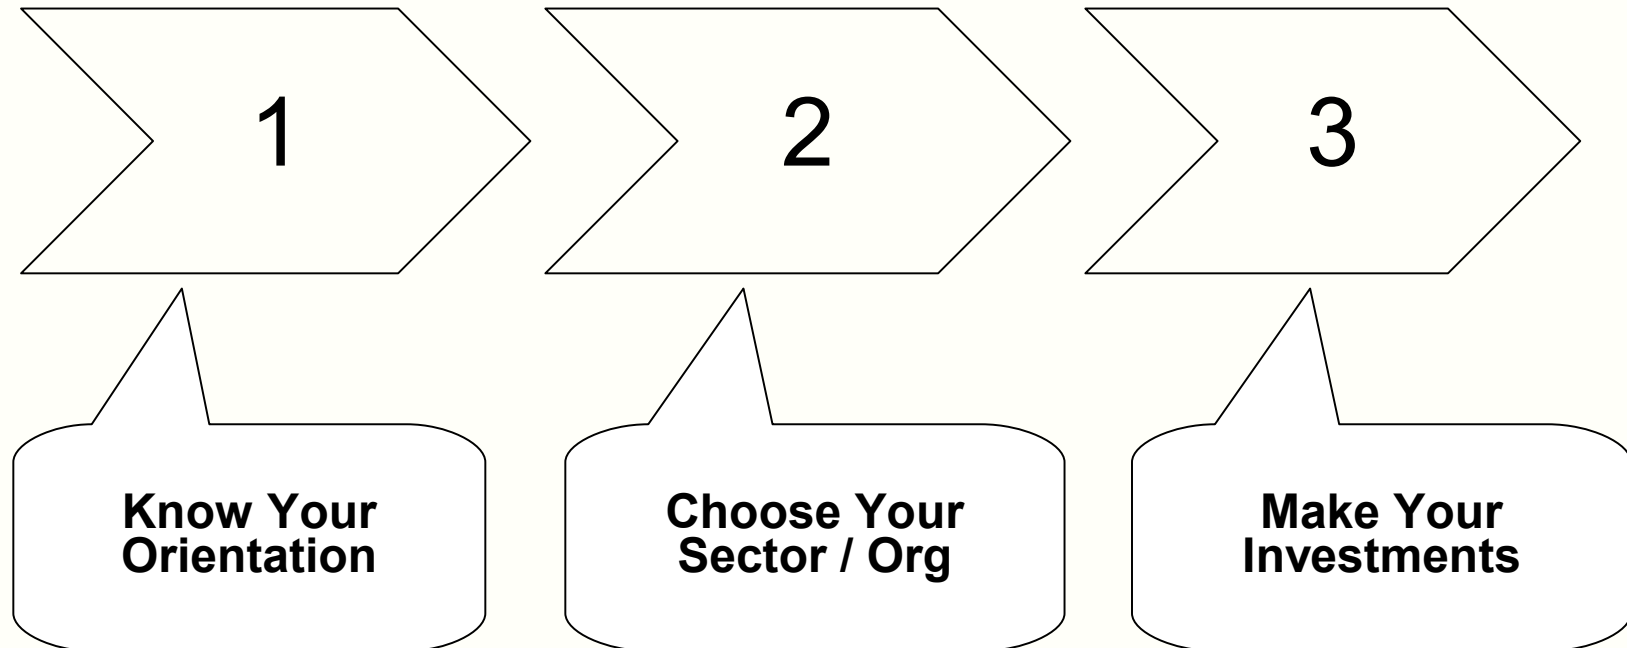 1
2
3
Know Your
Orientation
Choose Your
Sector / Org
Make Your
Investments